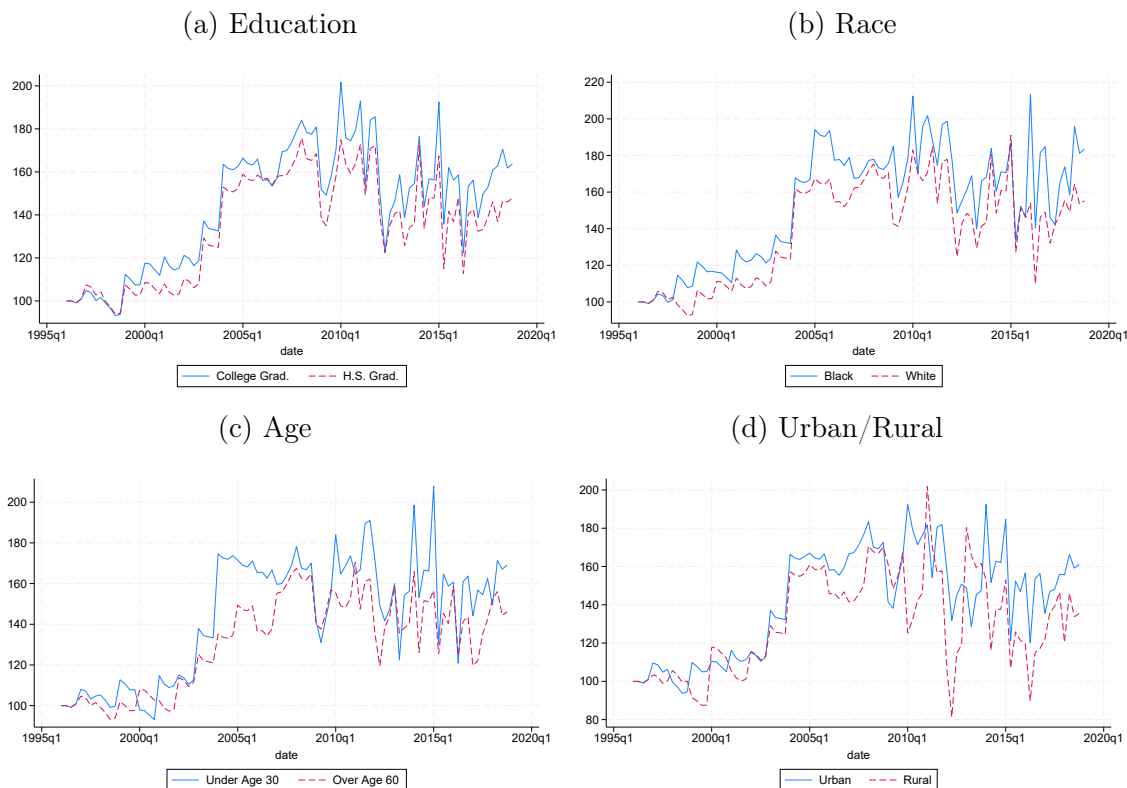 (a) Education
200
180
160
140
120
100
1995q1 2000q1 2005q1 2010q1 2015q1 2020q1
date
College Grad. H.S. Grad.
(b) Race
220
200
180
160
140
120
100
1995q1 2000q1 2005q1 2010q1 2015q1 2020q1
date
Black White
(c) Age
200
180
160
140
120
100
1995q1 2000q1 2005q1 2010q1 2015q1 2020q1
date
Under Age 30 Over Age 60
(d) Urban/Rural
200
180
160
140
120
100
80
1995q1 2000q1 2005q1 2010q1 2015q1 2020q1
date
Urban Rural